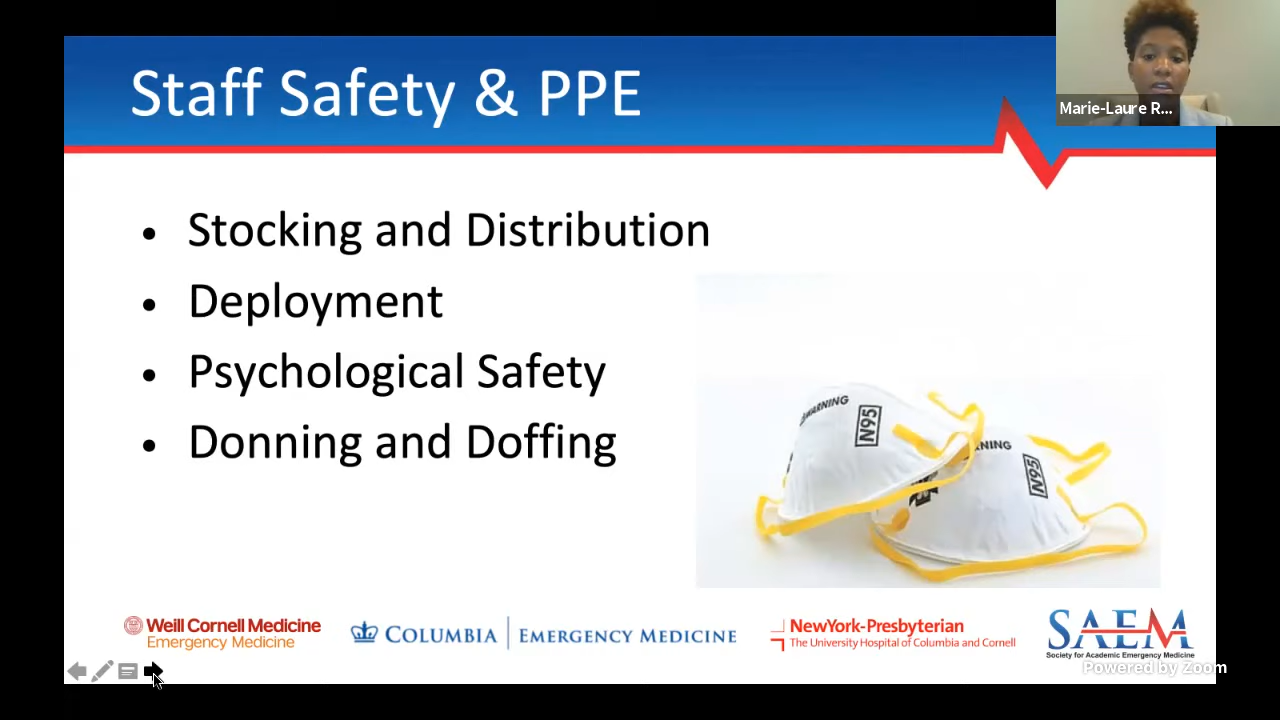 Staff Safety & PPE
Marie-Laure R...
• Stocking and Distribution
• Deployment
• Psychological Safety
• Donning and Doffing
WARNING
N95
NING
N95
Weill Cornell Medicine
Emergency Medicine
COLUMBIA | EMERGENCY MEDICINE
NewYork-Presbyterian
The University Hospital of Columbia and Cornell
SAEM
Society for Academic Emergency Medicine
Powered by Zoom